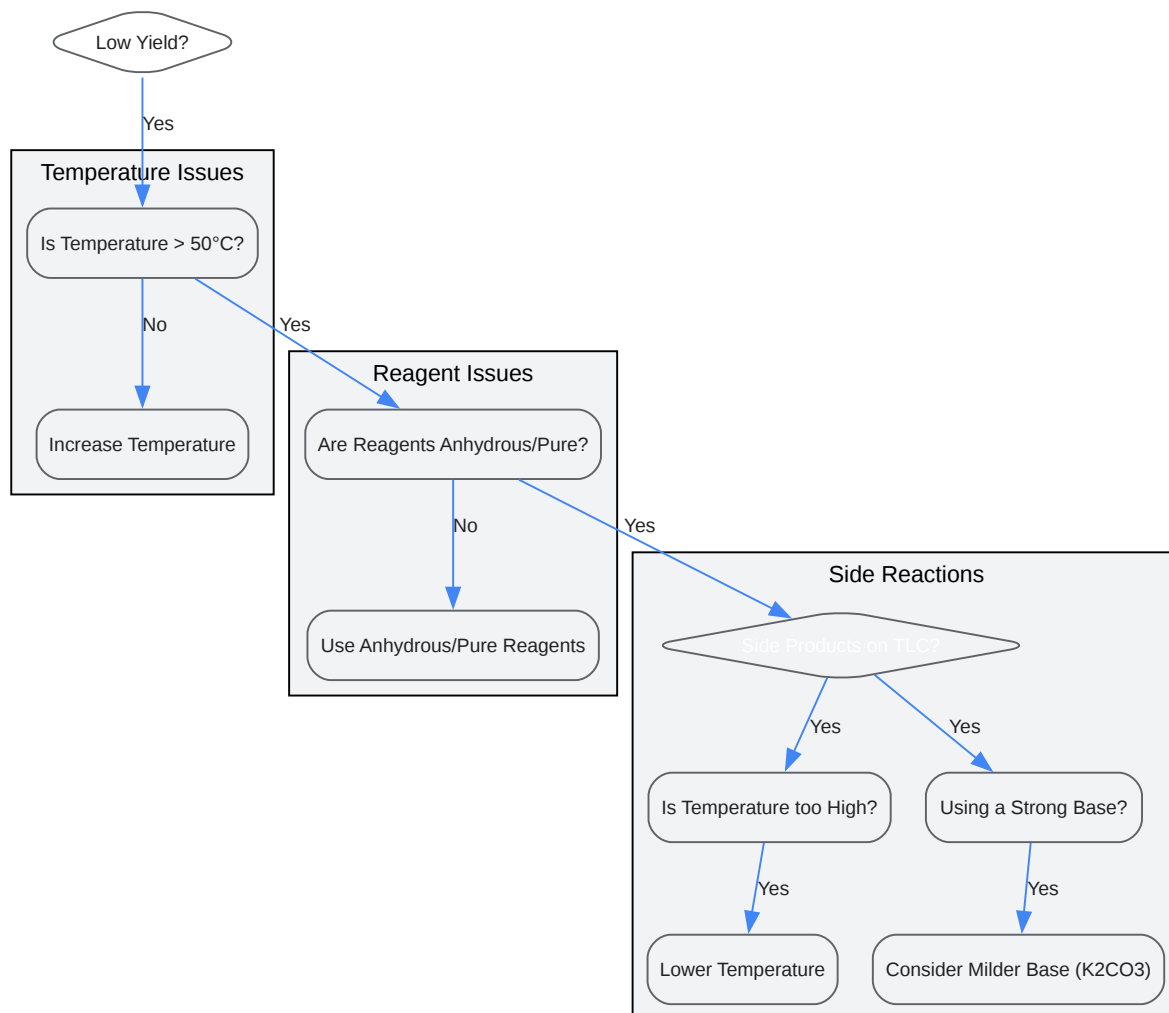 Low Yield?
Yes
Temperature Issues
Is Temperature > 50°C?
No
Yes
Increase Temperature
Reagent Issues
Are Reagents Anhydrous/Pure?
No
Yes
Use Anhydrous/Pure Reagents
Side Reactions
Side Products on TLC?
Yes
Yes
Is Temperature too High?
Using a Strong Base?
Yes
Yes
Lower Temperature
Consider Milder Base (K2CO3)